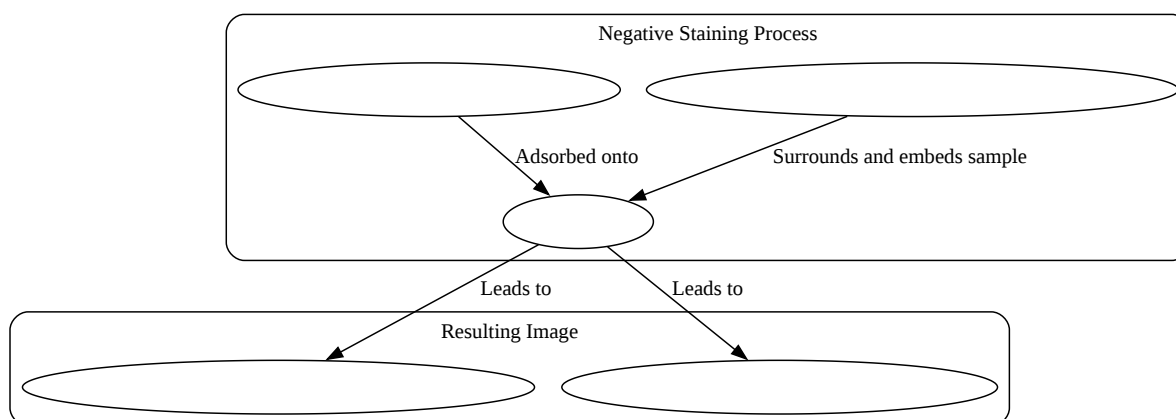 Negative Staining Process
Adsorbed onto
Surrounds and embeds sample
Leads to
Leads to
Resulting Image